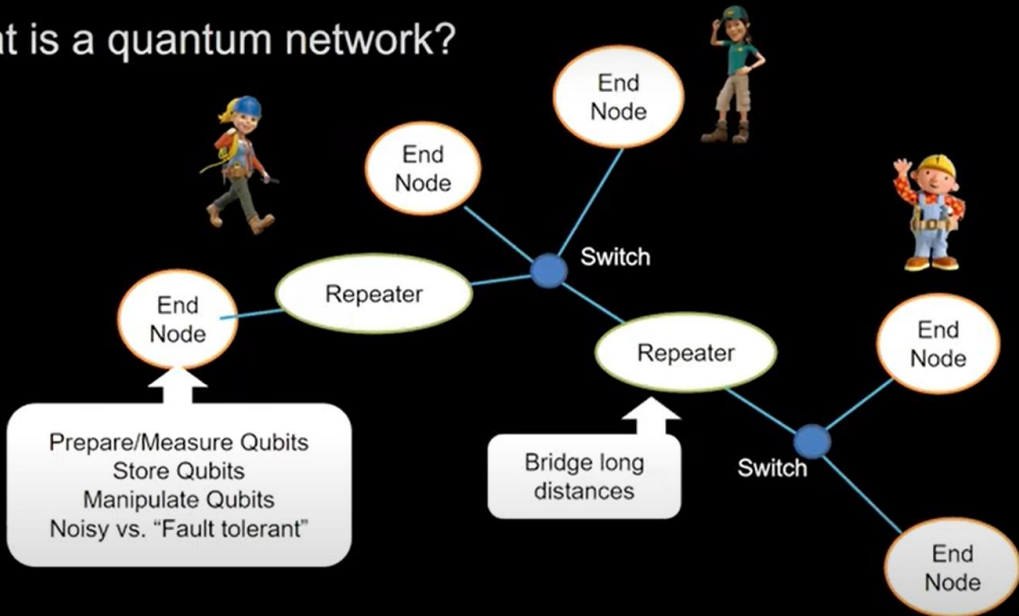 t is a quantum network?
End
Node
End
Node
Switch
End
Node
Repeater
Repeater
End
Node
Prepare/Measure Qubits
Store Qubits
Manipulate Qubits
Noisy vs. “Fault tolerant”
Bridge long
distances
Switch
End
Node